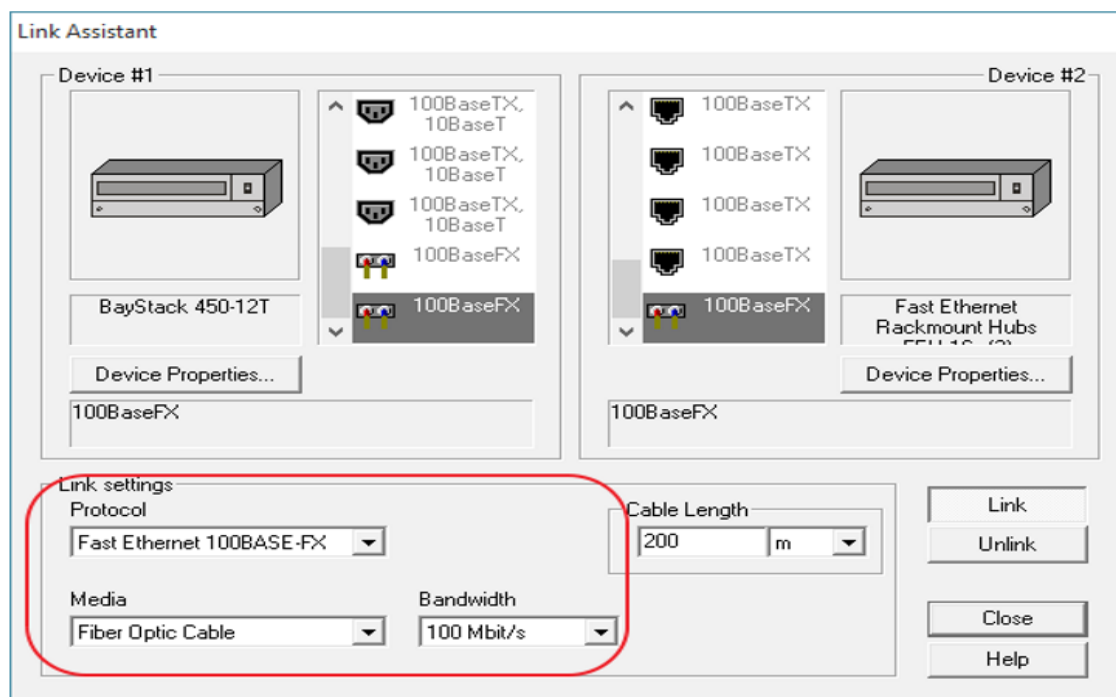 Link Assistant
Device #1
100BaseTX,
10BaseT
100BaseTX,
10BaseT
100BaseTX,
10BaseT
100BaseFX
100BaseFX
BayStack 450-12T
Device Properties...
100BaseFX
Device #2
100BaseTX
100BaseTX
100BaseTX
100BaseTX
100BaseFX
Fast Ethernet
Rackmount Hubs
Device Properties...
100BaseFX
Link settings
Protocol
Fast Ethernet 100BASE-FX
Media
Fiber Optic Cable
Bandwidth
100 Mbit/s
Cable Length
200
m
Link
Unlink
Close
Help